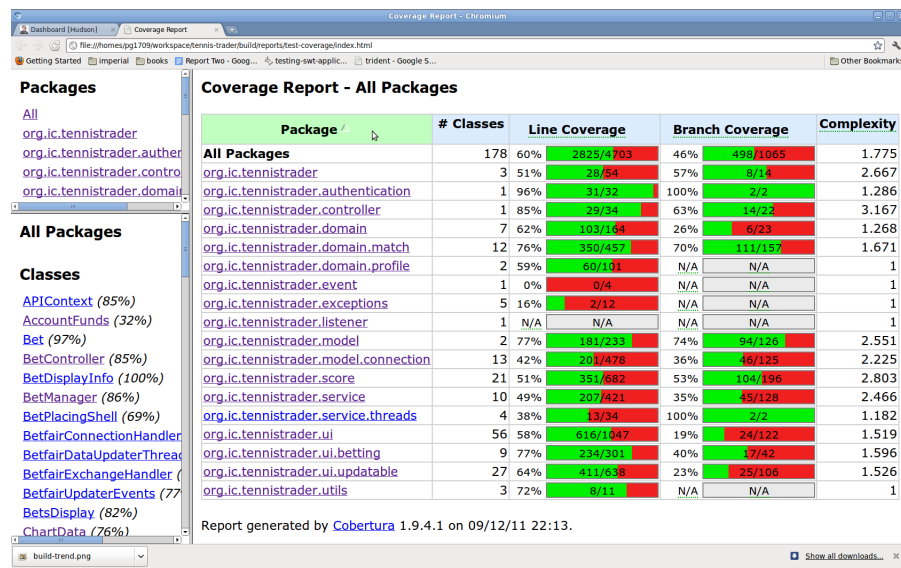 Coverage Report - Chromium
Dashboard [Hudson]
Coverage Report
file:///homes/pg1709/workspace/tennis-trader/build/reports/test-coverage/index.html
Getting Started imperial books Report Two - Goog... testing-swt-applic... trident - Google S... Other Bookmarks
Packages
All
org.ic.tennistrader
org.ic.tennistrader.auther
org.ic.tennistrader.contro
org.ic.tennistrader.domain
All Packages
Classes
APIContext (85%)
AccountFunds (32%)
Bet (97%)
BetController (85%)
BetDisplayInfo (100%)
BetManager (86%)
BetPlacingShell (69%)
BetfairConnectionHandler
BetfairDataUpdaterThread
BetfairExchangeHandler (
BetfairUpdaterEvents (77
BetsDisplay (82%)
ChartData (76%)
Coverage Report - All Packages
Package # Classes Line Coverage Branch Coverage Complexity
All Packages 178 60% 2825/4703 46% 498/1065 1.775
org.ic.tennistrader 3 51% 28/54 57% 8/14 2.667
org.ic.tennistrader.authentication 1 96% 31/32 100% 2/2 1.286
org.ic.tennistrader.controller 1 85% 29/34 63% 14/22 3.167
org.ic.tennistrader.domain 7 62% 103/164 26% 6/23 1.268
org.ic.tennistrader.domain.match 12 76% 350/457 70% 111/157 1.671
org.ic.tennistrader.domain.profile 2 59% 60/101 N/A N/A 1
org.ic.tennistrader.event 1 0% 0/4 N/A N/A 1
org.ic.tennistrader.exceptions 5 16% 2/12 N/A N/A 1
org.ic.tennistrader.listener 1 N/A N/A N/A N/A 1
org.ic.tennistrader.model 2 77% 181/233 74% 94/126 2.551
org.ic.tennistrader.model.connection 13 42% 201/478 36% 46/125 2.225
org.ic.tennistrader.score 21 51% 351/682 53% 104/196 2.803
org.ic.tennistrader.service 10 49% 207/421 35% 45/128 2.466
org.ic.tennistrader.service.threads 4 38% 13/34 100% 2/2 1.182
org.ic.tennistrader.ui 56 58% 616/1047 19% 24/122 1.519
org.ic.tennistrader.ui.betting 9 77% 234/301 40% 17/42 1.596
org.ic.tennistrader.ui.updatable 27 64% 411/638 23% 25/106 1.526
org.ic.tennistrader.utils 3 72% 8/11 N/A N/A 1
Report generated by Cobertura 1.9.4.1 on 09/12/11 22:13.
build-trend.png
Show all downloads...